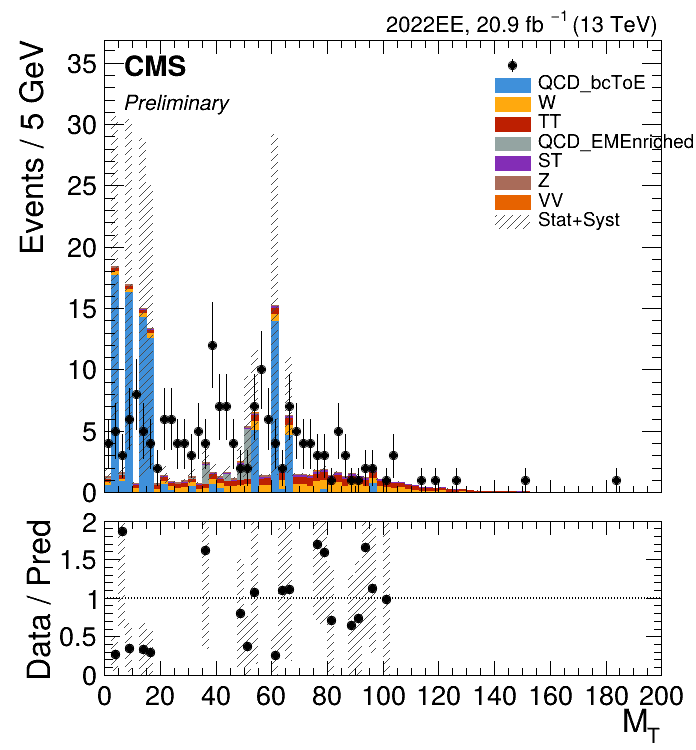 2022EE, 20.9 fb⁻¹ (13 TeV)
CMS
Preliminary
QCD_bcToE
W
TT
QCD_EMEnriched
ST
Z
VV
Stat+Syst
Events / 5 GeV
35
30
25
20
15
10
5
0
Data / Pred
2
1.5
1
0.5
0
0 20 40 60 80 100 120 140 160 180 200
M_T